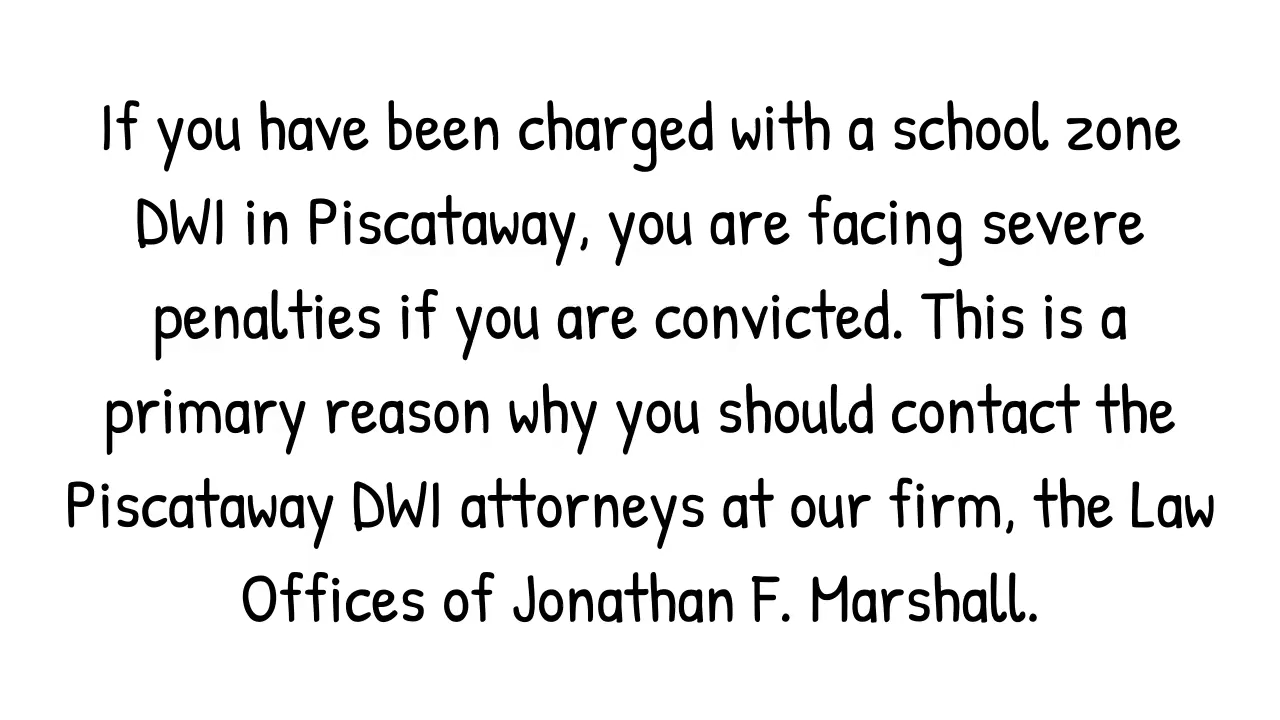 If you have been charged with a school zone
DWI in Piscataway, you are facing severe
penalties if you are convicted. This is a
primary reason why you should contact the
Piscataway DWI attorneys at our firm, the Law
Offices of Jonathan F. Marshall.